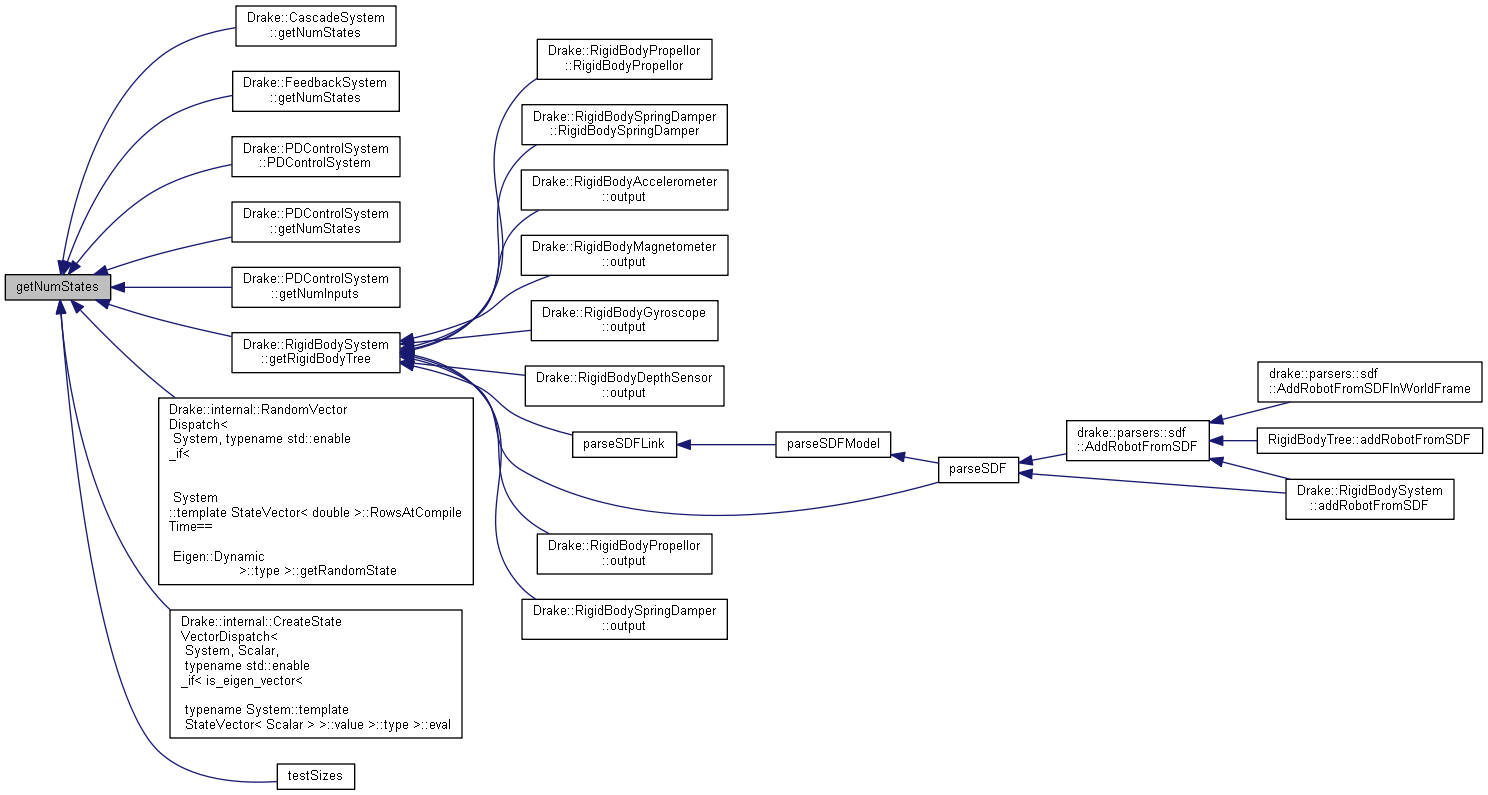 Drake::CascadeSystem
::getNumStates
Drake::FeedbackSystem
::getNumStates
Drake::PDControlSystem
::PDControlSystem
Drake::PDControlSystem
::getNumStates
getNumStates
Drake::PDControlSystem
::getNumInputs
Drake::RigidBodySystem
::getRigidBodyTree
Drake::internal::RandomVector
Dispatch<
System, typename std::enable
_if<
System
::template StateVector< double >::RowsAtCompile
Time==
Eigen::Dynamic
>::type >::getRandomState
Drake::internal::CreateState
VectorDispatch<
System, Scalar,
typename std::enable
_if< is_eigen_vector<
typename System::template
StateVector< Scalar > >::value >::type >::eval
testSizes
Drake::RigidBodyPropellor
::RigidBodyPropellor
Drake::RigidBodySpringDamper
::RigidBodySpringDamper
Drake::RigidBodyAccelerometer
::output
Drake::RigidBodyMagnetometer
::output
Drake::RigidBodyGyroscope
::output
Drake::RigidBodyDepthSensor
::output
parseSDFLink
Drake::RigidBodyPropellor
::output
Drake::RigidBodySpringDamper
::output
parseSDFModel
parseSDF
drake::parsers::sdf
::AddRobotFromSDF
drake::parsers::sdf
::AddRobotFromSDFInWorldFrame
RigidBodyTree::addRobotFromSDF
Drake::RigidBodySystem
::addRobotFromSDF